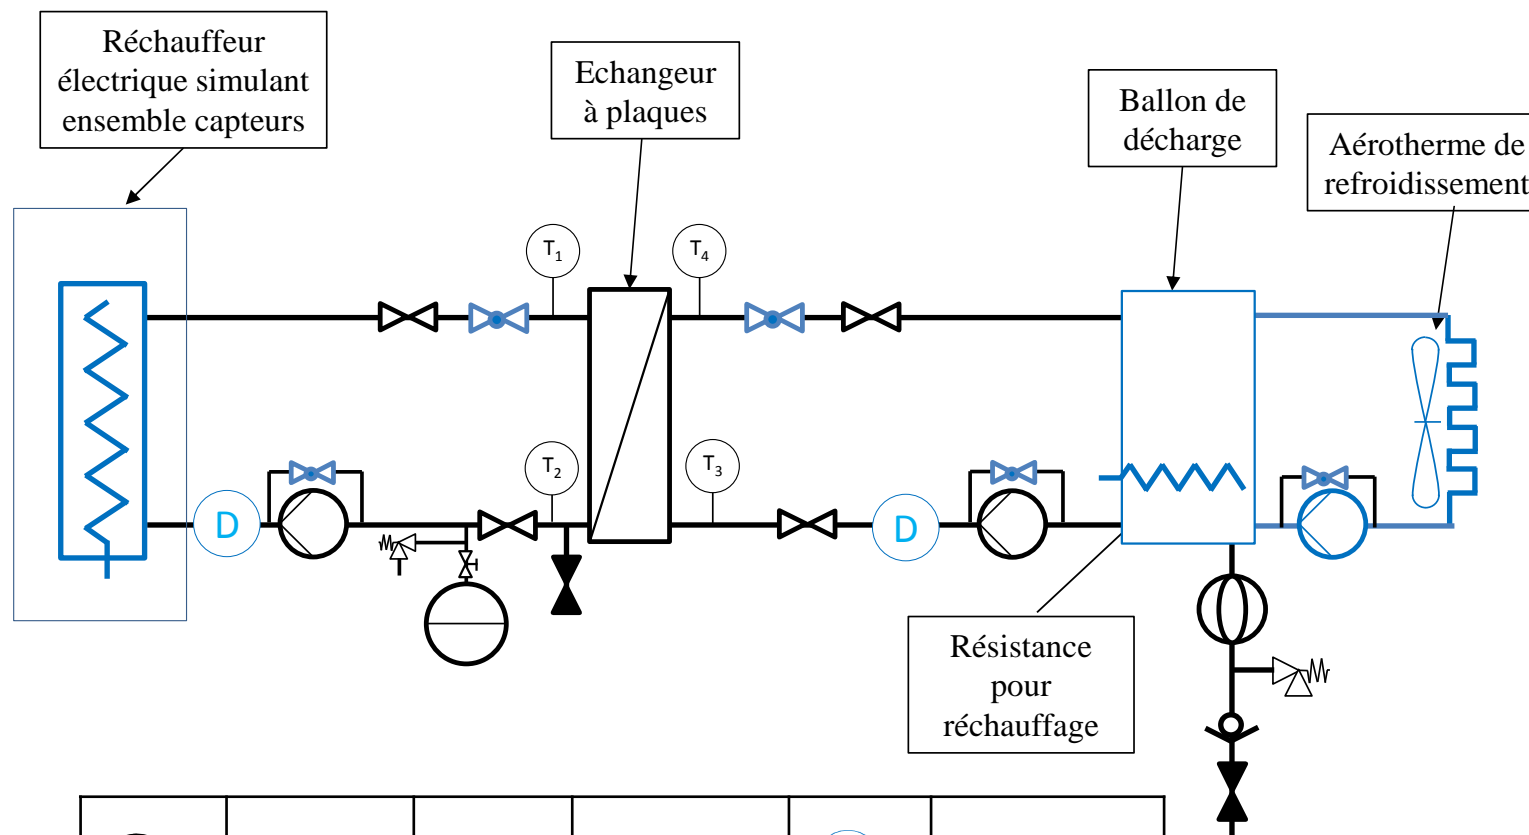 Réchauffeur
électrique simulant
ensemble capteurs
Echangeur
à plaques
Ballon de
décharge
Aérotherme de
refroidissement
T1
T4
T2
T3
D
D
Résistance
pour
réchauffage